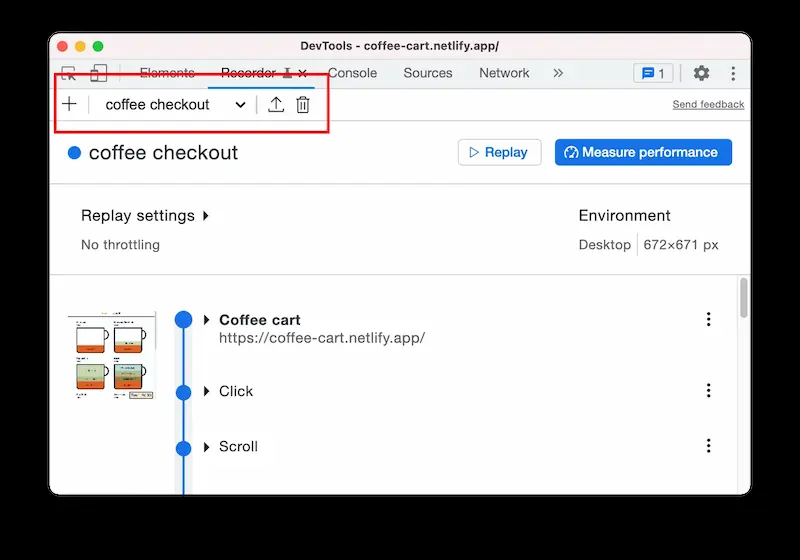 DevTools - coffee-cart.netlify.app/
Elements Recorder Console Sources Network 1
coffee checkout Send feedback
coffee checkout Replay Measure performance
Replay settings Environment
No throttling Desktop 672×671 px
Coffee cart
https://coffee-cart.netlify.app/
Click
Scroll